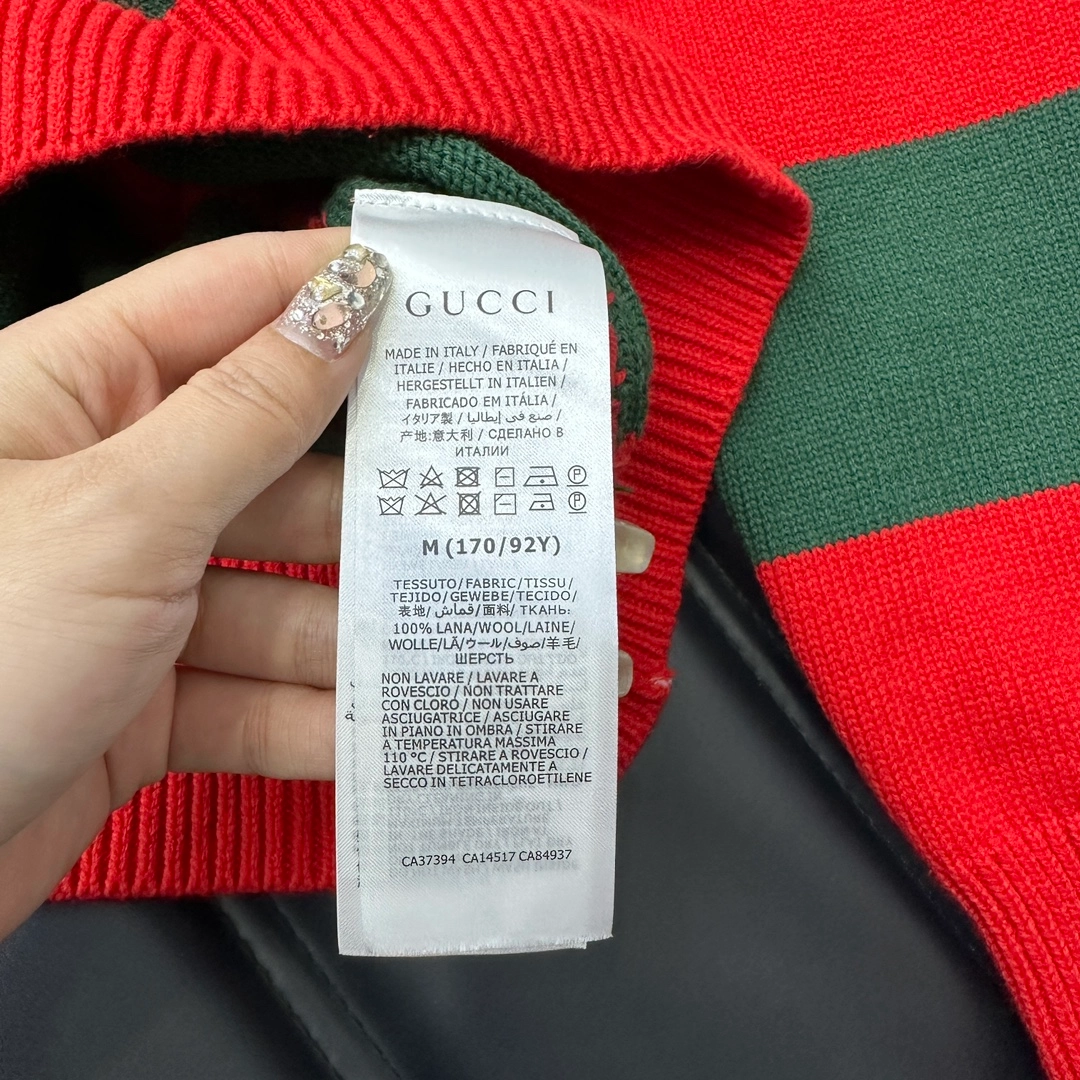 GUCCI
MADE IN ITALY / FABRIQUÉ EN
ITALIE / HECHO EN ITALIA /
HERGESTELLT IN ITALIEN /
FABRICADO EM ITÁLIA /
イタリア製 / صنع في إيطاليا /
产地:意大利 / СДЕЛАНО В
ИТАЛИИ
M (170/92Y)
TESSUTO/FABRIC/TISSU/
TEJIDO/GEWEBE/TECIDO/
表地/ قماش/面料/ ТКАНЬ:
100% LANA/WOOL/LAINE/
WOLLE/LÃ/ウール/صوف/羊毛/
ШЕРСТЬ
NON LAVARE / LAVARE A
ROVESCIO / NON TRATTARE
CON CLORO / NON USARE
ASCIUGATRICE / ASCIUGARE
IN PIANO IN OMBRA / STIRARE
A TEMPERATURA MASSIMA
110 °C / STIRARE A ROVESCIO /
LAVARE DELICATAMENTE A
SECCO IN TETRACLOROETILENE
CA37394 CA14517 CA84937